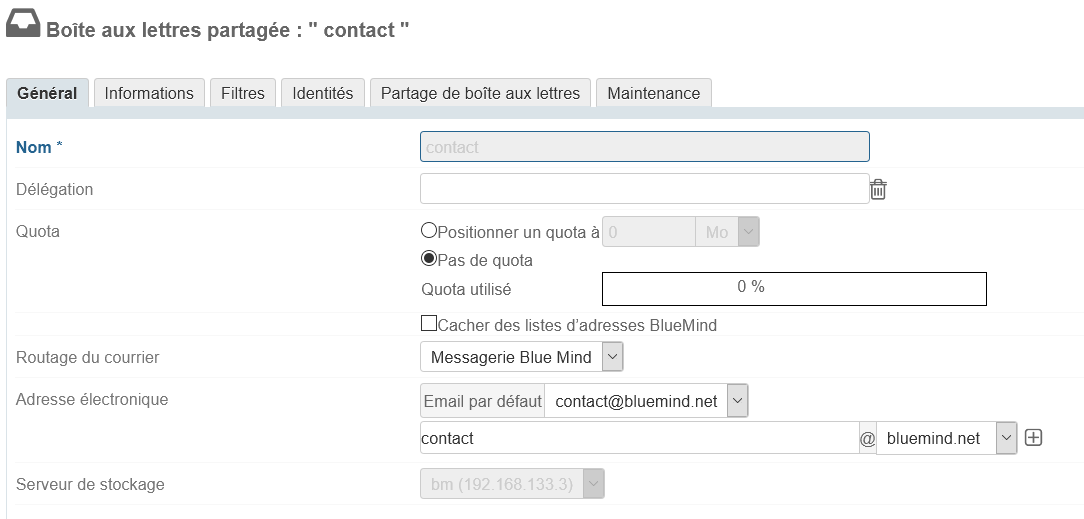 Boîte aux lettres partagée : " contact "
Général Informations Filtres Identités Partage de boîte aux lettres Maintenance
Nom * contact
Délégation
Quota Positionner un quota à 0 Mo
Pas de quota
Quota utilisé 0 %
Cacher des listes d'adresses BlueMind
Routage du courrier Messagerie Blue Mind
Adresse électronique Email par défaut contact@bluemind.net
contact @ bluemind.net
Serveur de stockage bm (192.168.133.3)